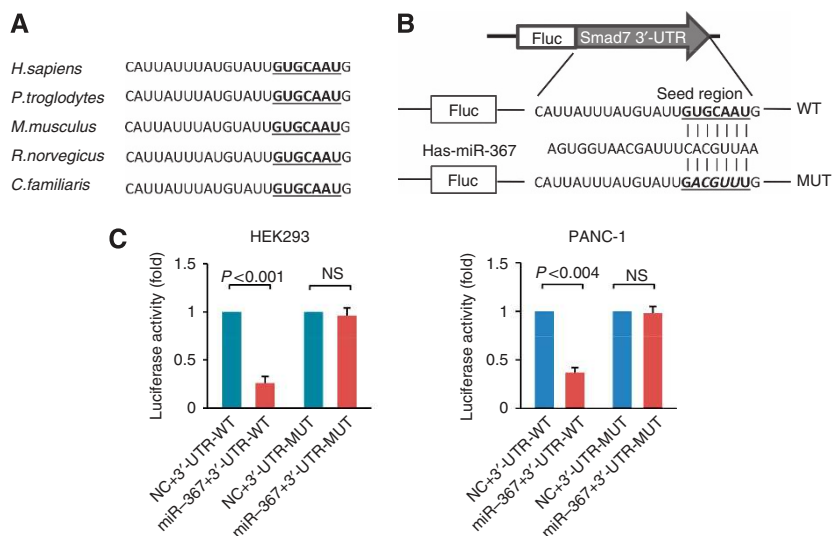 A
H.sapiens CAUUAUUUAUGUAUUGUGCAAUG
P.troglodytes CAUUAUUUAUGUAUUGUGCAAUG
M.musculus CAUUAUUUAUGUAUUGUGCAAUG
R.norvegicus CAUUAUUUAUGUAUUGUGCAAUG
C.familiaris CAUUAUUUAUGUAUUGUGCAAUG
B
Fluc Smad7 3′-UTR
Seed region
Fluc CAUUAUUUAUGUAUUGUGCAAUG WT
Has-miR-367 AGUGGUAACGAUUUCACGUUAA
Fluc CAUUAUUUAUGUAUUGACGUUUG MUT
C
HEK293
Luciferase activity (fold)
1.5
1
0.5
0
P<0.001
NS
NC+3′-UTR-WT
miR–367+3′-UTR-WT
NC+3′-UTR-MUT
miR–367+3′-UTR-MUT
PANC-1
Luciferase activity (fold)
1.5
1
0.5
0
P<0.004
NS
NC+3′-UTR-WT
miR–367+3′-UTR-WT
NC+3′-UTR-MUT
miR–367+3′-UTR-MUT